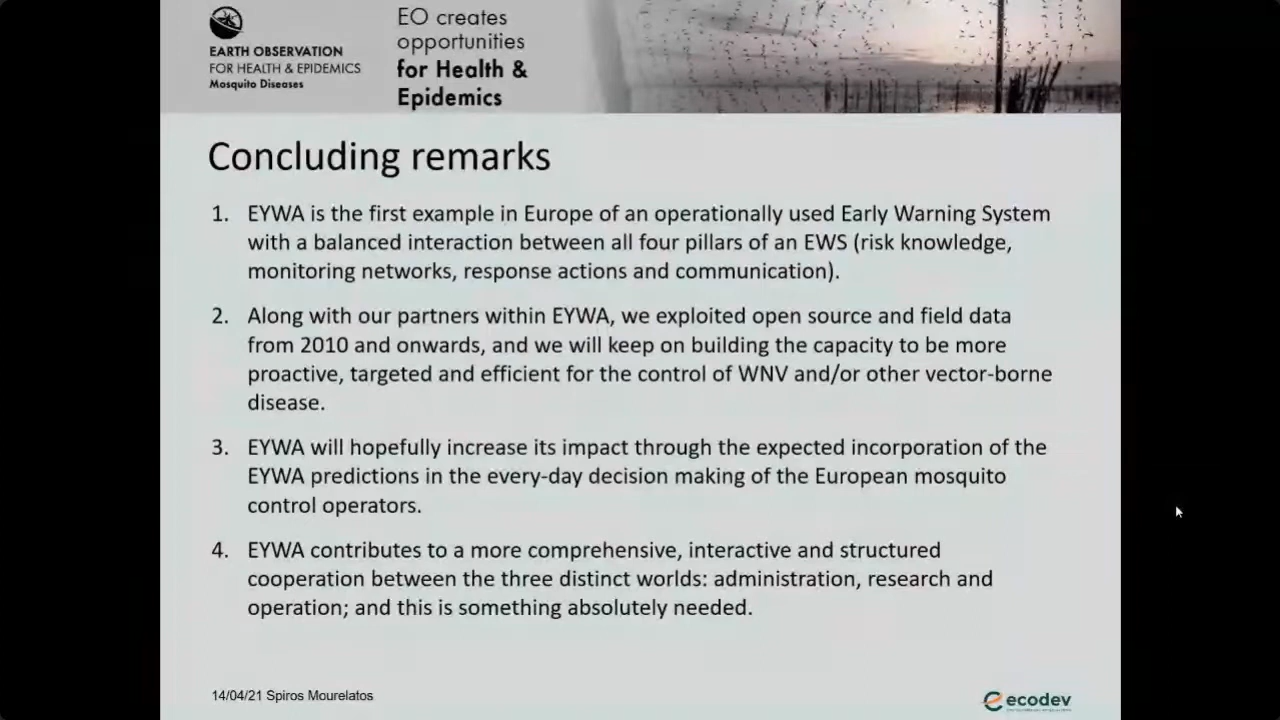 EARTH OBSERVATION
FOR HEALTH & EPIDEMICS
Mosquito Diseases
EO creates
opportunities
for Health &
Epidemics
Concluding remarks
1. EYWA is the first example in Europe of an operationally used Early Warning System
with a balanced interaction between all four pillars of an EWS (risk knowledge,
monitoring networks, response actions and communication).
2. Along with our partners within EYWA, we exploited open source and field data
from 2010 and onwards, and we will keep on building the capacity to be more
proactive, targeted and efficient for the control of WNV and/or other vector-borne
disease.
3. EYWA will hopefully increase its impact through the expected incorporation of the
EYWA predictions in the every-day decision making of the European mosquito
control operators.
4. EYWA contributes to a more comprehensive, interactive and structured
cooperation between the three distinct worlds: administration, research and
operation; and this is something absolutely needed.
14/04/21 Spiros Mourelatos
ecodev